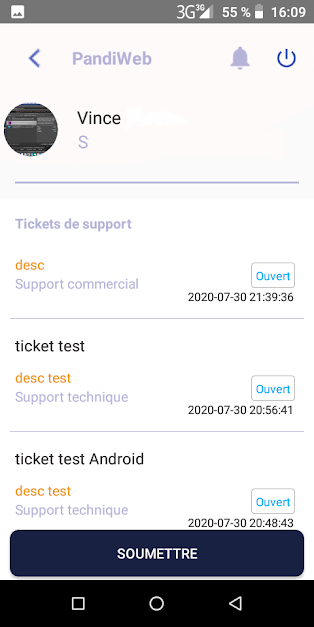 3G 3G 55 % 16:09
PandiWeb
Vince
S
Tickets de support
desc
Support commercial
Ouvert
2020-07-30 21:39:36
ticket test
desc test
Support technique
Ouvert
2020-07-30 20:56:41
ticket test Android
desc test
Support technique
Ouvert
2020-07-30 20:48:43
SOUMETTRE